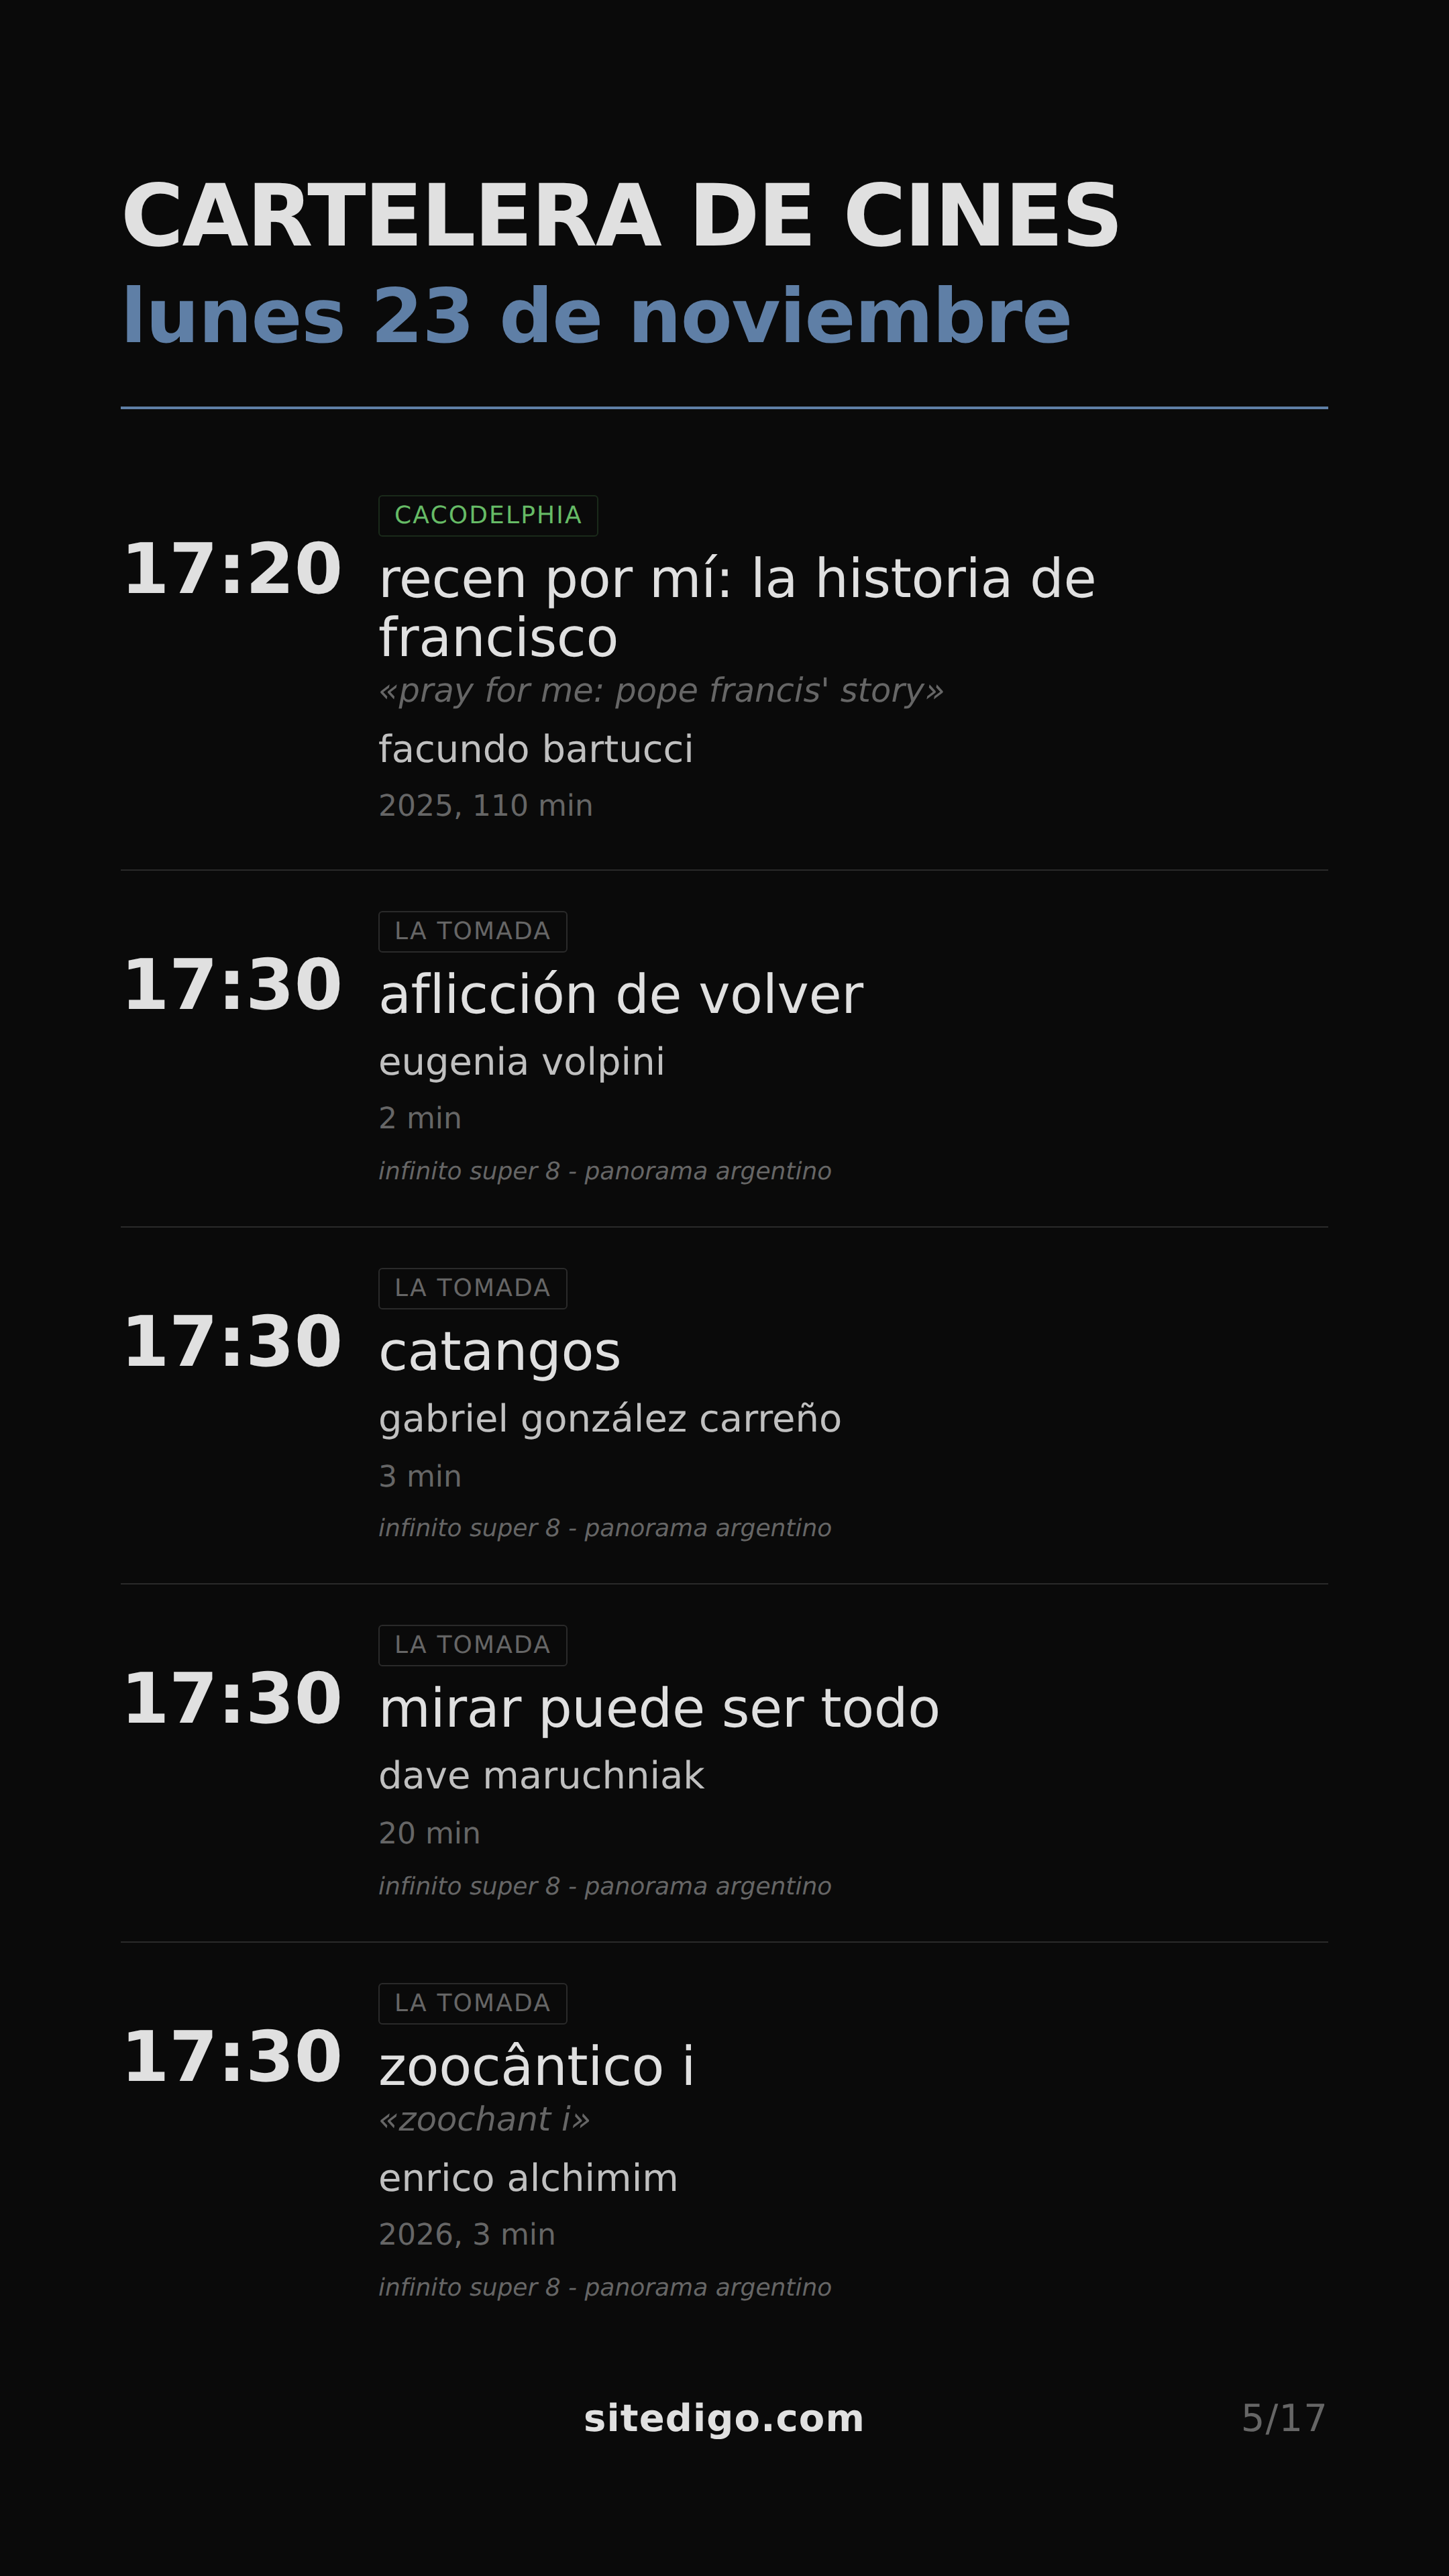 CARTELERA DE CINES
lunes 23 de noviembre
CACODELPHIA
17:20
recen por mí: la historia de
francisco
«pray for me: pope francis' story»
facundo bartucci
2025, 110 min
LA TOMADA
17:30
aflicción de volver
eugenia volpini
2 min
infinito super 8 - panorama argentino
LA TOMADA
17:30
catangos
gabriel gonzález carreño
3 min
infinito super 8 - panorama argentino
LA TOMADA
17:30
mirar puede ser todo
dave maruchniak
20 min
infinito super 8 - panorama argentino
LA TOMADA
17:30
zoocântico i
«zoochant i»
enrico alchimim
2026, 3 min
infinito super 8 - panorama argentino
sitedigo.com
5/17